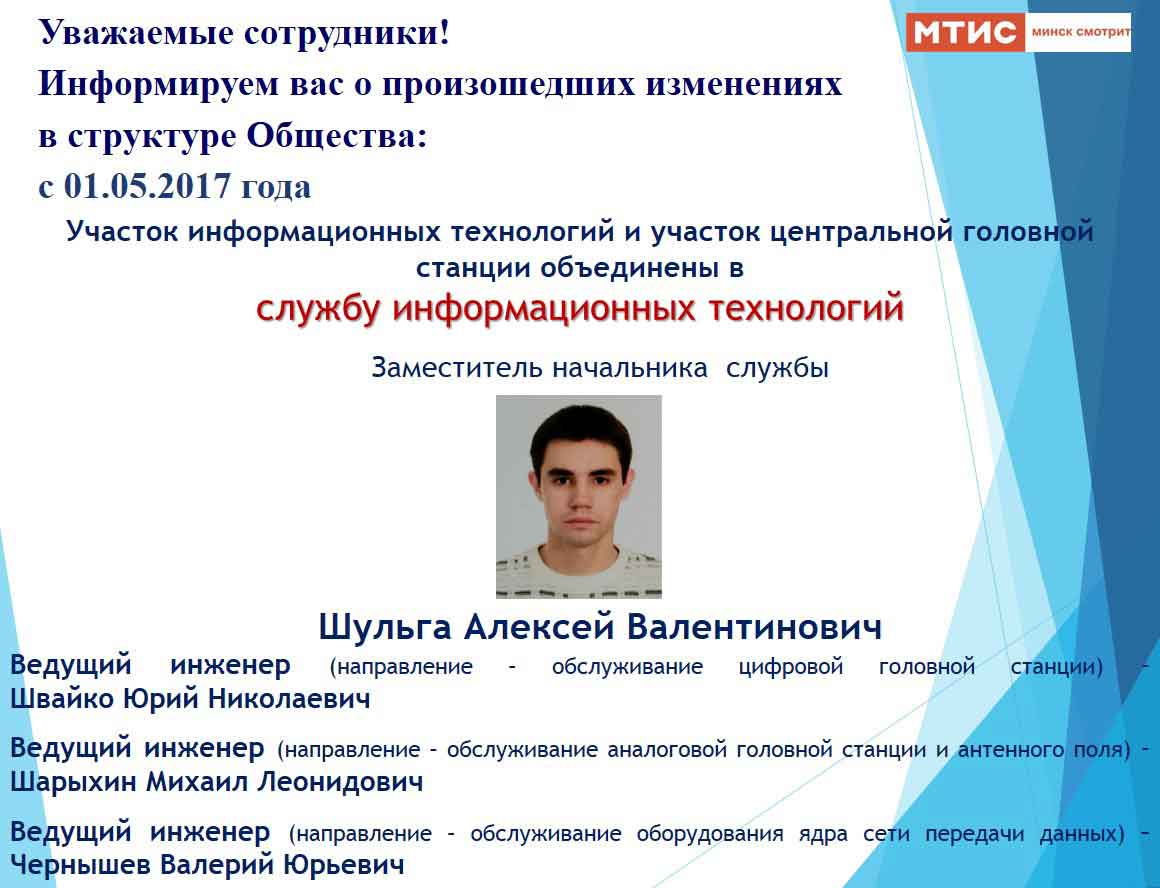 Уважаемые сотрудники!
МТИС минск смотрит
Информируем вас о произошедших изменениях
в структуре Общества:
с 01.05.2017 года
Участок информационных технологий и участок центральной головной
станции объединены в
службу информационных технологий
Заместитель начальника службы
Шульга Алексей Валентинович
Ведущий инженер (направление – обслуживание цифровой головной станции) –
Швайко Юрий Николаевич
Ведущий инженер (направление – обслуживание аналоговой головной станции и антенного поля) –
Шарыхин Михаил Леонидович
Ведущий инженер (направление – обслуживание оборудования ядра сети передачи данных) –
Чернышев Валерий Юрьевич